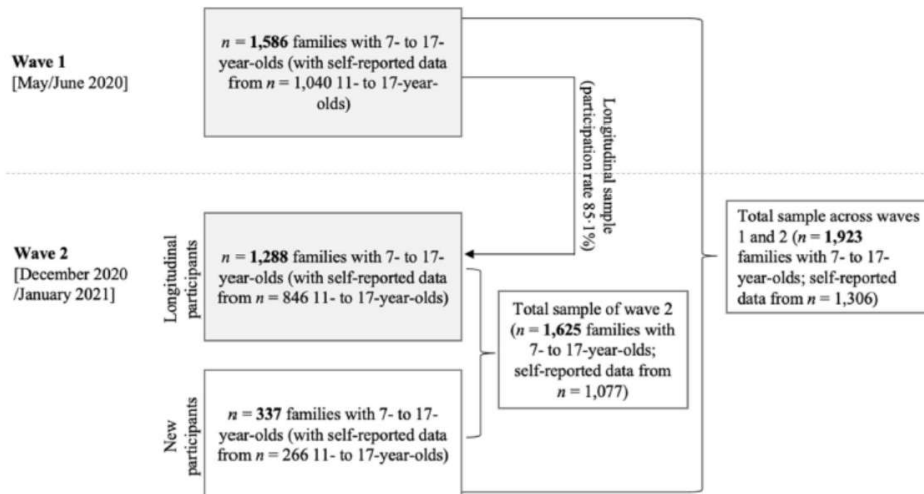 Wave 1
[May/June 2020]
n = 1,586 families with 7- to 17-
year-olds (with self-reported data
from n = 1,040 11- to 17-year-
olds)
Longitudinal sample
(participation rate 85·1%)
Wave 2
[December 2020
/January 2021]
Longitudinal
participants
n = 1,288 families with 7- to 17-
year-olds (with self-reported data
from n = 846 11- to 17-year-olds)
New
participants
n = 337 families with 7- to 17-
year-olds (with self-reported data
from n = 266 11- to 17-year-olds)
Total sample of wave 2
(n = 1,625 families with
7- to 17-year-olds;
self-reported data from
n = 1,077)
Total sample across waves
1 and 2 (n = 1,923
families with 7- to 17-
year-olds; self-reported
data from n = 1,306)